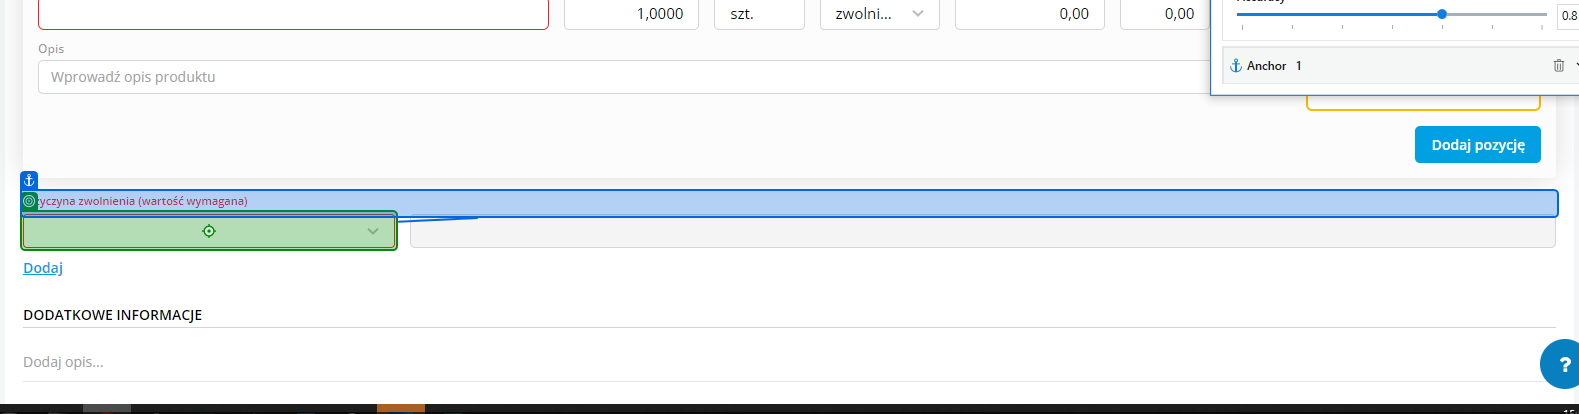 1,0000 szt. zwolni... 0,00 0,00
0.8
Opis
Wprowadź opis produktu
Anchor 1
Dodaj pozycję
zwolnienia (wartość wymagana)
Dodaj
DODATKOWE INFORMACJE
Dodaj opis...
?